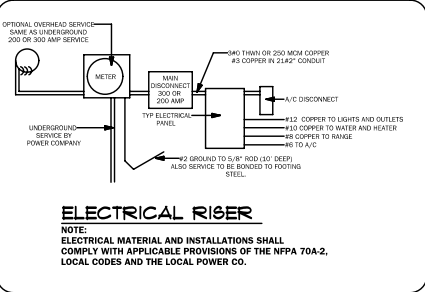 OPTIONAL OVERHEAD SERVICE
SAME AS UNDERGROUND
200 OR 300 AMP SERVICE
METER
MAIN
DISCONNECT
300 OR
200 AMP
3#0 THWN OR 250 MCM COPPER
#3 COPPER IN 21#2" CONDUIT
A/C DISCONNECT
TYP ELECTRICAL
PANEL
#12 COPPER TO LIGHTS AND OUTLETS
#10 COPPER TO WATER AND HEATER
#8 COPPER TO RANGE
#6 TO A/C
UNDERGROUND
SERVICE BY
POWER COMPANY
#2 GROUND TO 5/8" ROD (10' DEEP)
ALSO SERVICE TO BE BONDED TO FOOTING
STEEL.
ELECTRICAL RISER
NOTE:
ELECTRICAL MATERIAL AND INSTALLATIONS SHALL
COMPLY WITH APPLICABLE PROVISIONS OF THE NFPA 70A-2,
LOCAL CODES AND THE LOCAL POWER CO.